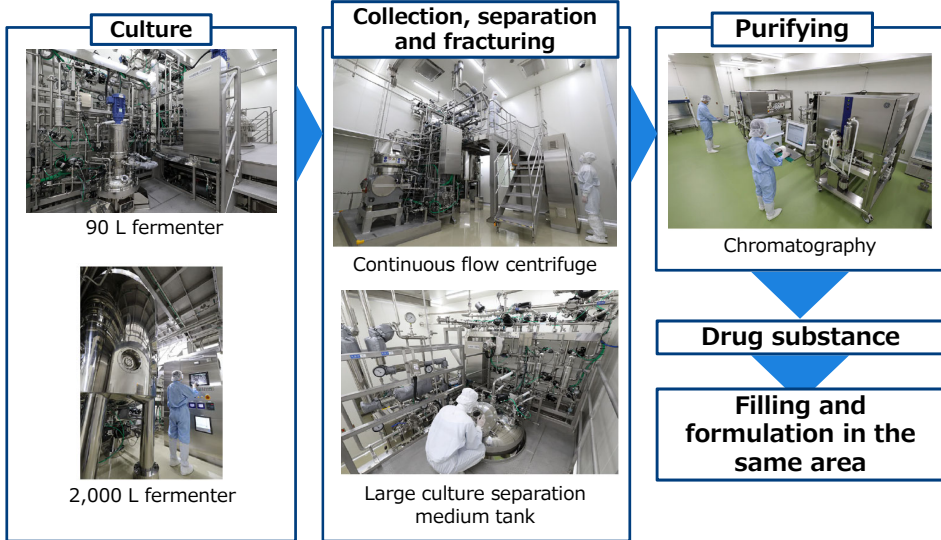 Culture
90 L fermenter
2,000 L fermenter
Collection, separation
and fracturing
Continuous flow centrifuge
Large culture separation
medium tank
Purifying
Chromatography
Drug substance
Filling and
formulation in the
same area